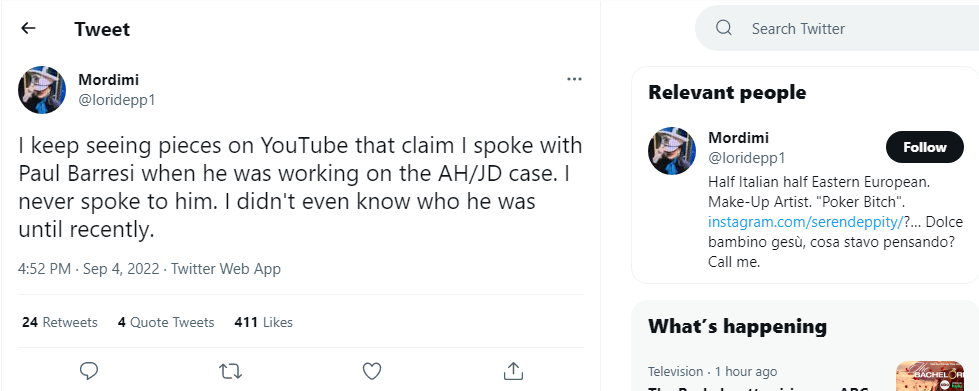 Tweet
Mordimi
@loridepp1
I keep seeing pieces on YouTube that claim I spoke with
Paul Barresi when he was working on the AH/JD case. I
never spoke to him. I didn't even know who he was
until recently.
4:52 PM · Sep 4, 2022 · Twitter Web App
24 Retweets 4 Quote Tweets 411 Likes
Search Twitter
Relevant people
Mordimi
@loridepp1
Follow
Half Italian half Eastern European.
Make-Up Artist. "Poker Bitch".
instagram.com/serendeppity/?... Dolce
bambino gesù, cosa stavo pensando?
Call me.
What's happening
Television · 1 hour ago
BACHELOR